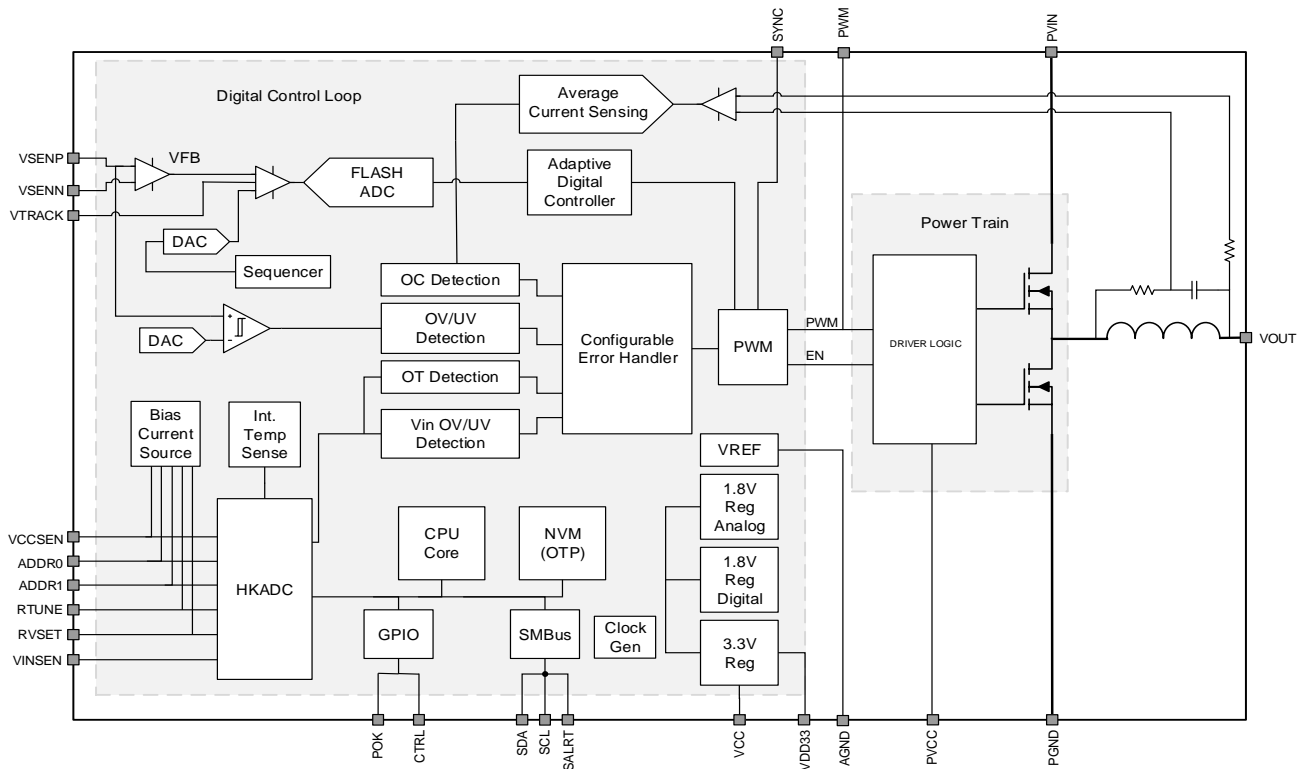 SYNC
PWM
PVIN
Digital Control Loop
Average
Current Sensing
VSENP
VSENN
VTRACK
VFB
FLASH
ADC
Adaptive
Digital
Controller
DAC
Sequencer
Power Train
OC Detection
OV/UV
Detection
OT Detection
Vin OV/UV
Detection
+
-
DAC
Configurable
Error Handler
PWM
PWM
EN
DRIVER LOGIC
VOUT
Bias
Current
Source
Int.
Temp
Sense
VREF
1.8V
Reg
Analog
1.8V
Reg
Digital
3.3V
Reg
VCCSEN
ADDR0
ADDR1
RTUNE
RVSET
VINSEN
HKADC
CPU
Core
NVM
(OTP)
GPIO
SMBus
Clock
Gen
POK
CTRL
SDA
SCL
SALRT
VCC
VDD33
AGND
PVCC
PGND